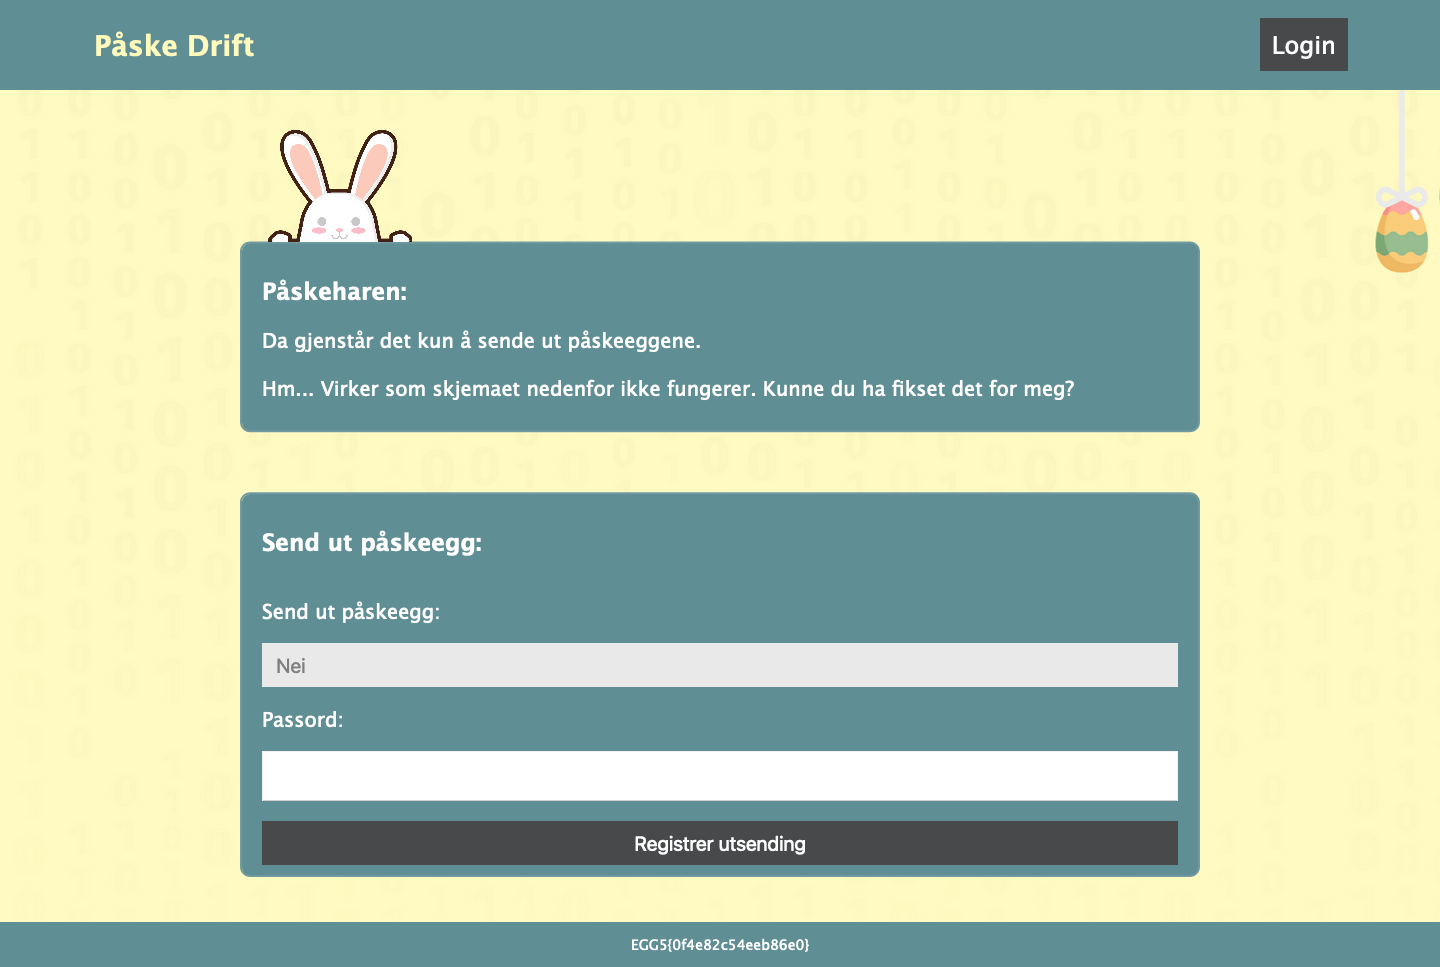 Påske Drift
Login
Påskeharen:
Da gjenstår det kun å sende ut påskeeggene.
Hm... Virker som skjemaet nedenfor ikke fungerer. Kunne du ha fikset det for meg?
Send ut påskeegg:
Send ut påskeegg:
Nei
Passord:
Registrer utsending
EGG5{0f4e82c54eeb86e0}